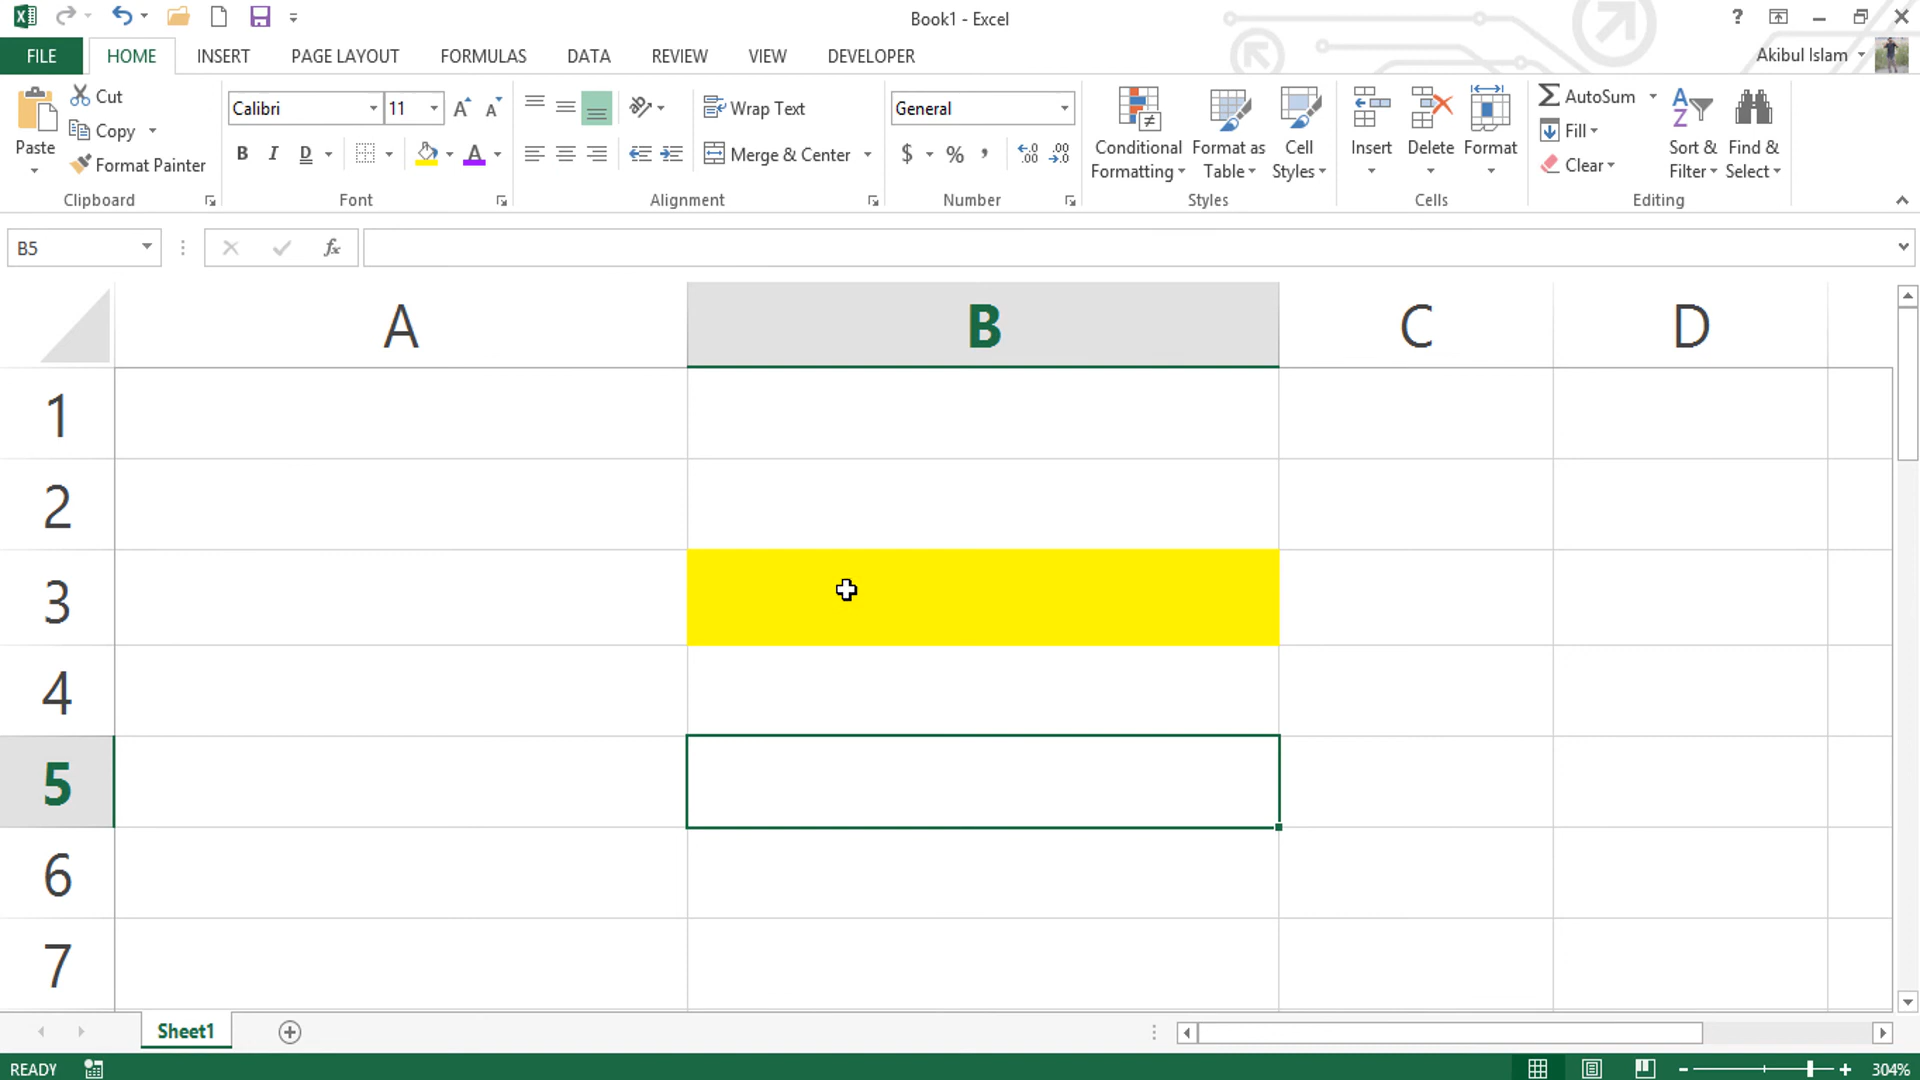 Book1 - Excel
?
FILE
HOME
INSERT
PAGE LAYOUT
FORMULAS
DATA
REVIEW
VIEW
DEVELOPER
Akibul Islam
Paste
Cut
Copy
Format Painter
Clipboard
Calibri
11
B I D
A
Font
Wrap Text
Merge & Center
Alignment
General
$ % ,
Number
Conditional
Formatting
Format as
Table
Cell
Styles
Styles
Insert
Delete
Format
Cells
AutoSum
Fill
Clear
Sort &
Filter
Find &
Select
Editing
B5
fx
A B C D
1
2
3
4
5
6
7
Sheet1
READY
304%